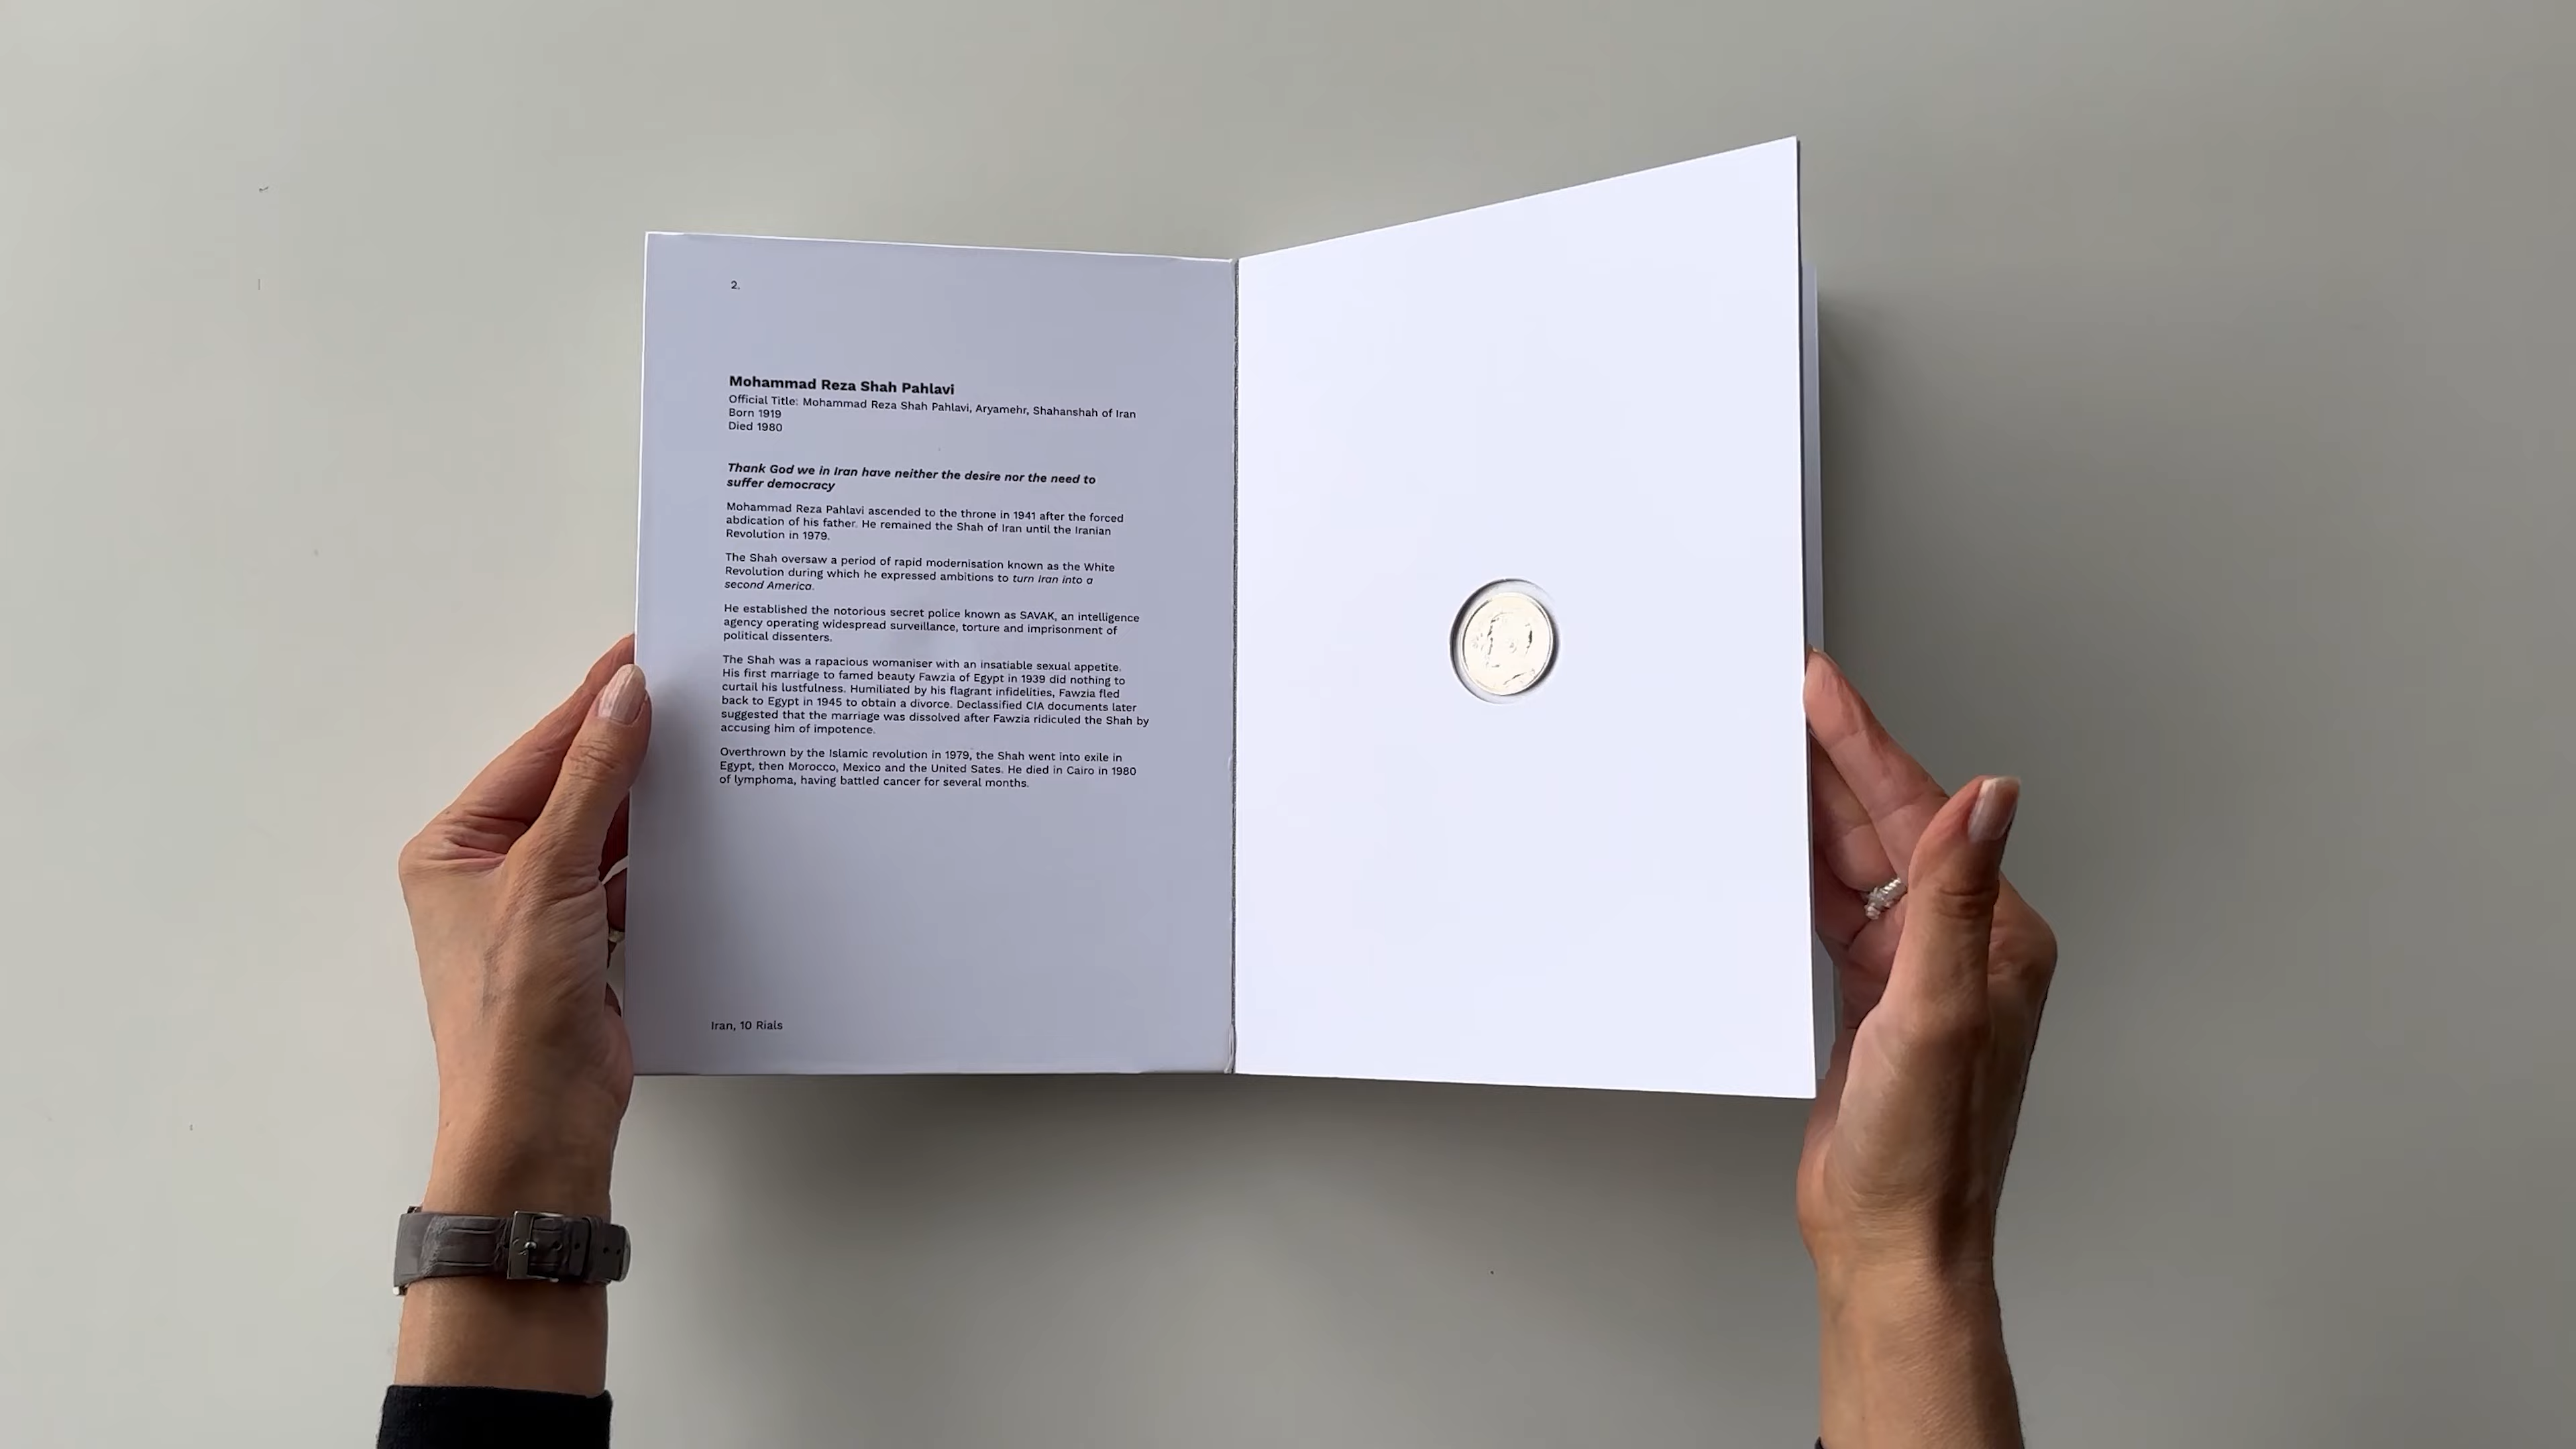 2.
Mohammad Reza Shah Pahlavi
Official Title: Mohammad Reza Shah Pahlavi, Aryamehr, Shahanshah of Iran
Born 1919
Died 1980
Thank God we in Iran have neither the desire nor the need to
suffer democracy
Mohammad Reza Pahlavi ascended to the throne in 1941 after the forced
abdication of his father. He remained the Shah of Iran until the Iranian
Revolution in 1979.
The Shah oversaw a period of rapid modernisation known as the White
Revolution during which he expressed ambitions to turn Iran into a
second America.
He established the notorious secret police known as SAVAK, an intelligence
agency operating widespread surveillance, torture and imprisonment of
political dissenters.
The Shah was a rapacious womaniser with an insatiable sexual appetite.
His first marriage to famed beauty Fawzia of Egypt in 1939 did nothing to
curtail his lustfulness. Humiliated by his flagrant infidelities, Fawzia fled
back to Egypt in 1945 to obtain a divorce. Declassified CIA documents later
suggested that the marriage was dissolved after Fawzia ridiculed the Shah by
accusing him of impotence.
Overthrown by the Islamic revolution in 1979, the Shah went into exile in
Egypt, then Morocco, Mexico and the United Sates. He died in Cairo in 1980
of lymphoma, having battled cancer for several months.
Iran, 10 Rials